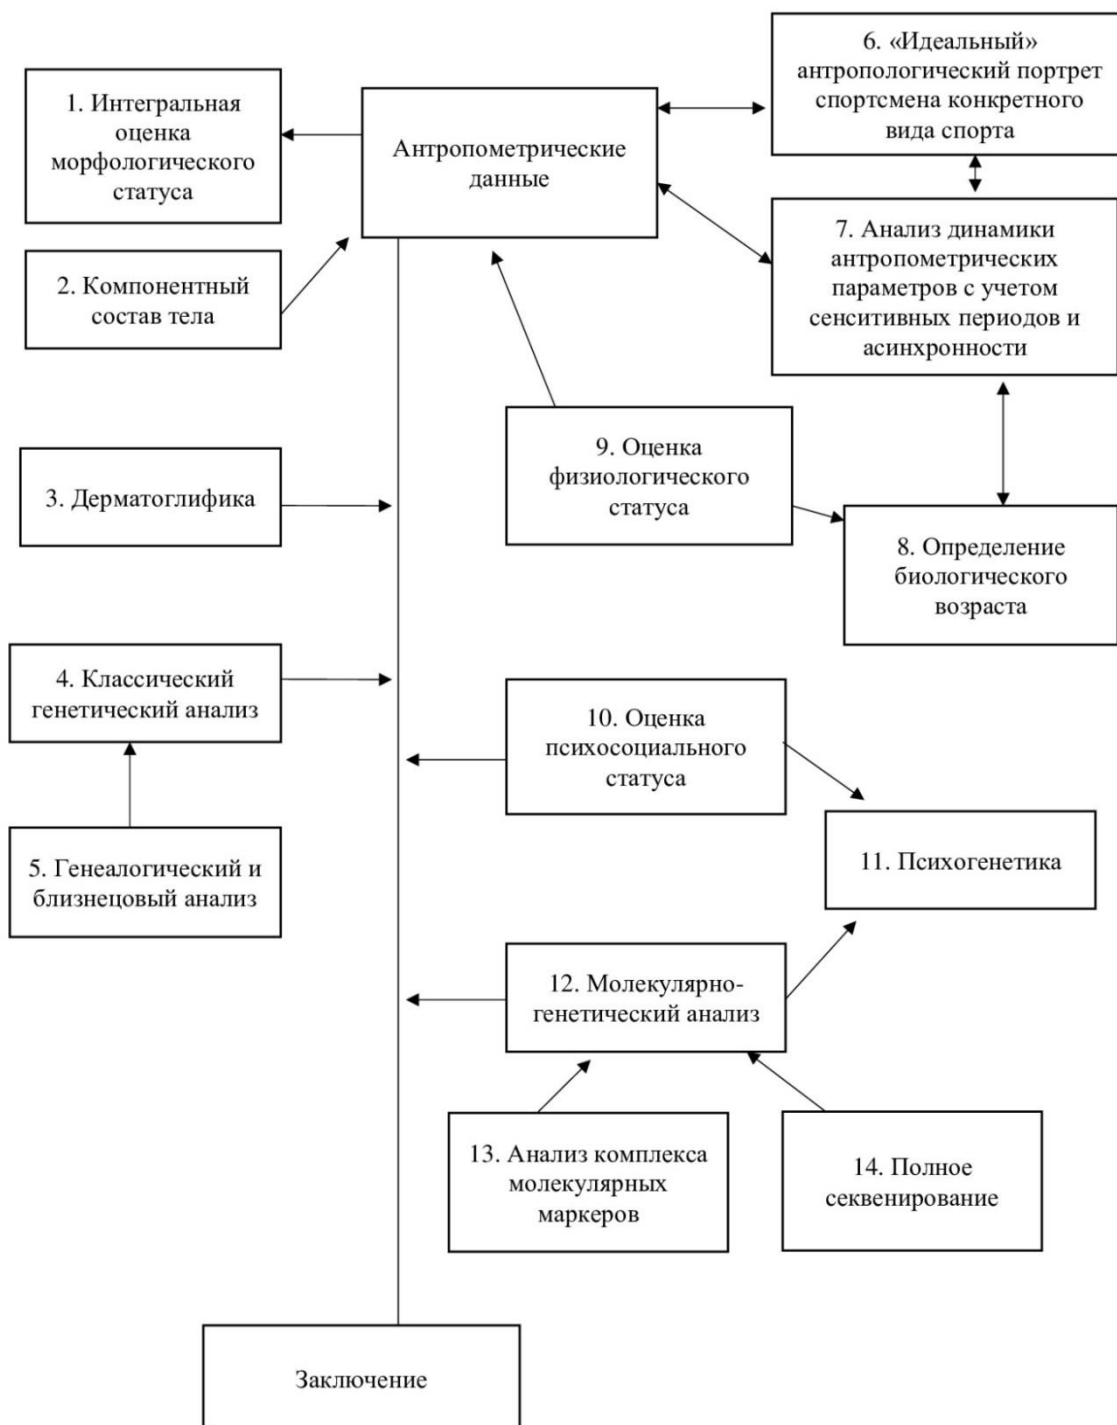 1. Интегральная
оценка
морфологического
статуса
2. Компонентный
состав тела
3. Дерматоглифика
4. Классический
генетический анализ
5. Генеалогический и
близнецовый анализ
Антропометрические
данные
6. «Идеальный»
антропологический портрет
спортсмена конкретного
вида спорта
7. Анализ динамики
антропометрических
параметров с учетом
сенситивных периодов и
асинхронности
9. Оценка
физиологического
статуса
8. Определение
биологического
возраста
10. Оценка
психосоциального
статуса
11. Психогенетика
12. Молекулярно-
генетический анализ
13. Анализ комплекса
молекулярных
маркеров
14. Полное
секвенирование
Заключение